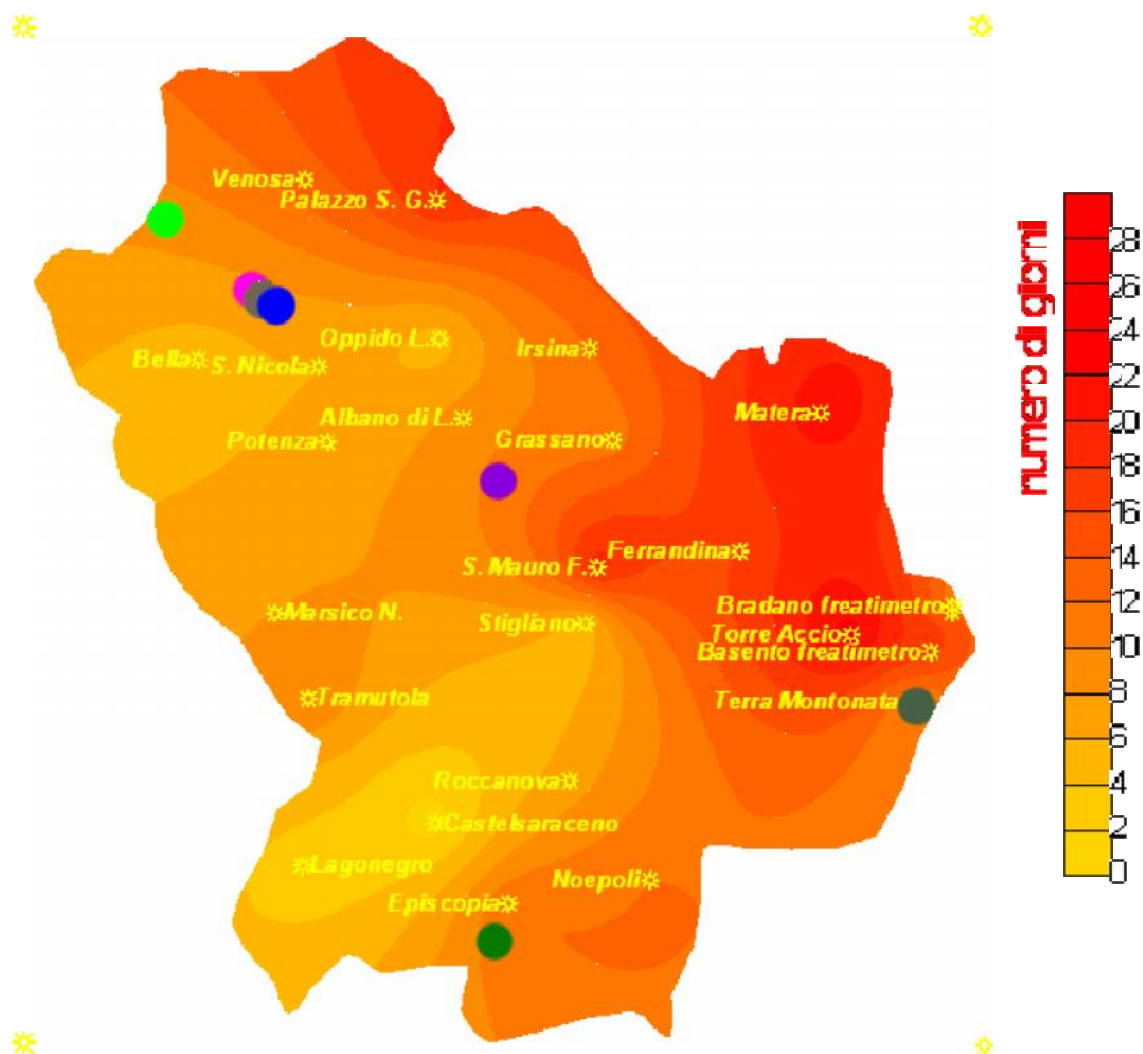 Venosa
Palazzo S. G.
Oppido L.
Irsina
Bella
S. Nicola
Albano di L.
Matera
Potenza
Grassano
Ferrandina
S. Mauro F.
Marsico N.
Stigliano
Bradano freatimetro
Torre Accio
Basento freatimetro
Tramutola
Terra Montonata
Roccanova
Castelsaraceno
Lagonegro
Noepoli
Episcopia
numero di giorni
28
26
24
22
20
18
16
14
12
10
8
6
4
2
0